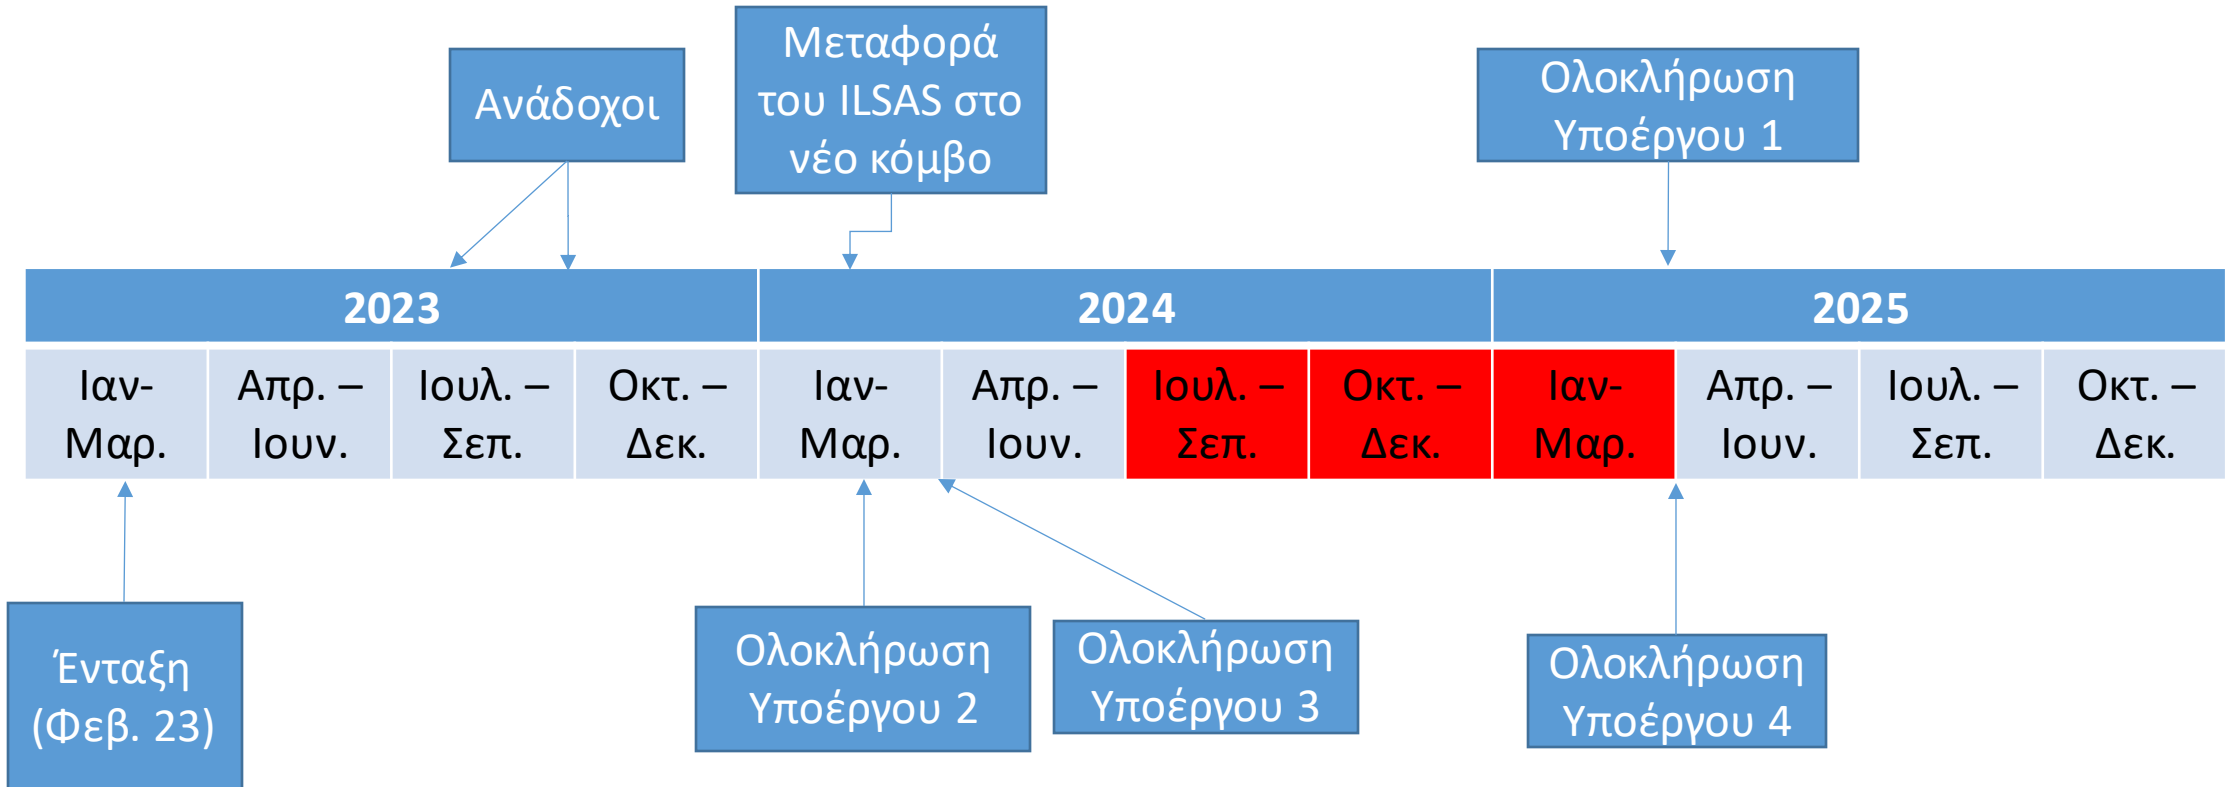 Ανάδοχοι
Μεταφορά
του ILSAS στο
νέο κόμβο
Ολοκλήρωση
Υποέργου 1
2023
2024
2025
Ιαν-
Μαρ.
Απρ. –
Ιουν.
Ιουλ. –
Σεπ.
Οκτ. –
Δεκ.
Ιαν-
Μαρ.
Απρ. –
Ιουν.
Ιουλ. –
Σεπ.
Οκτ. –
Δεκ.
Ιαν-
Μαρ.
Απρ. –
Ιουν.
Ιουλ. –
Σεπ.
Οκτ. –
Δεκ.
Ένταξη
(Φεβ. 23)
Ολοκλήρωση
Υποέργου 2
Ολοκλήρωση
Υποέργου 3
Ολοκλήρωση
Υποέργου 4